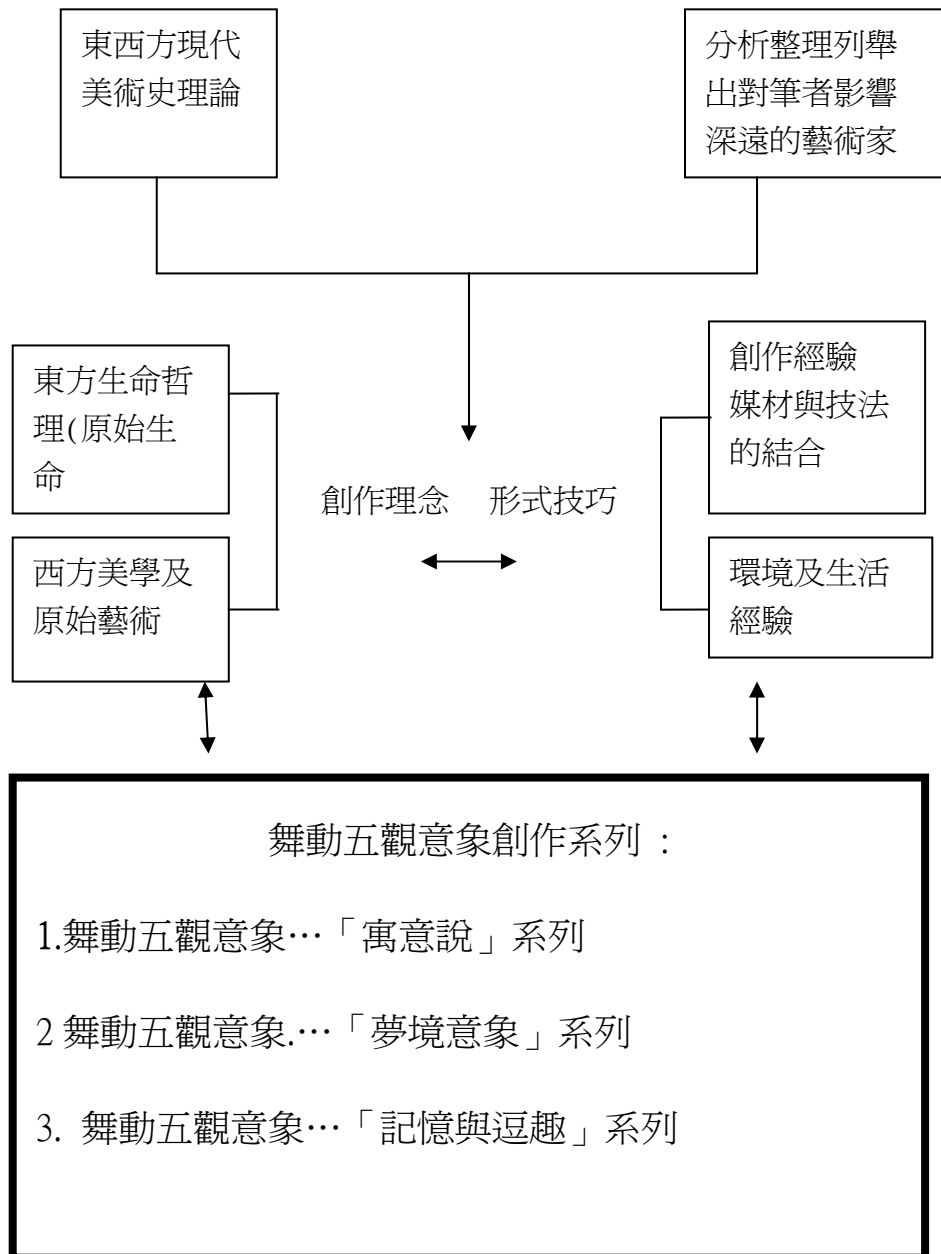 東西方現代
美術史理論
分析整理列舉
出對筆者影響
深遠的藝術家
東方生命哲
理(原始生
命
西方美學及
原始藝術
創作理念 形式技巧
創作經驗
媒材與技法
的結合
環境及生活
經驗
舞動五觀意象創作系列 :
1.舞動五觀意象…「寓意說」系列
2 舞動五觀意象.…「夢境意象」系列
3. 舞動五觀意象…「記憶與逗趣」系列